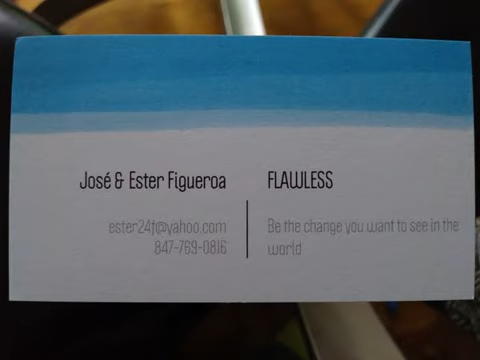 José & Ester Figueroa
ester24f@yahoo.com
847-769-0816
FLAWLESS
Be the change you want to see in the
world